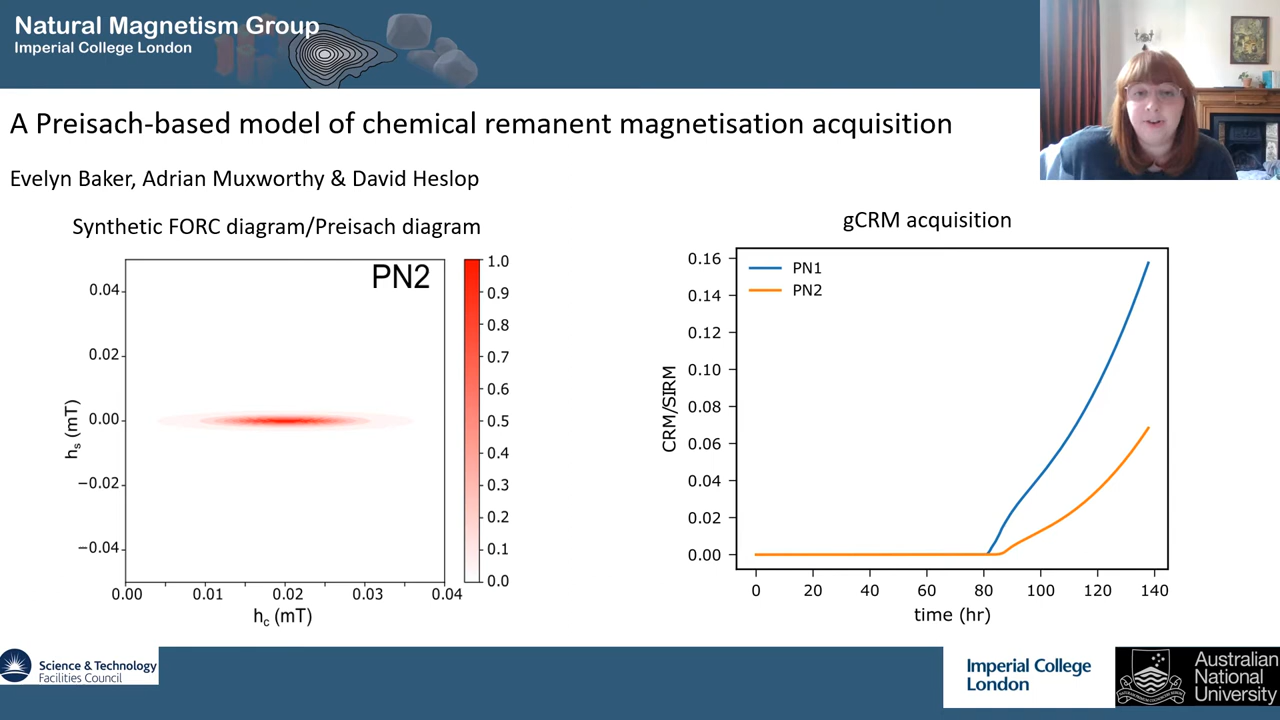 Natural Magnetism Group
Imperial College London
A Preisach-based model of chemical remanent magnetisation acquisition
Evelyn Baker, Adrian Muxworthy & David Heslop
Synthetic FORC diagram/Preisach diagram
PN2
0.04
0.02
0.00
−0.02
−0.04
hₛ (mT)
0.00 0.01 0.02 0.03 0.04
h꜀ (mT)
1.0
0.9
0.8
0.7
0.6
0.5
0.4
0.3
0.2
0.1
0.0
gCRM acquisition
PN1
PN2
0.16
0.14
0.12
0.10
0.08
0.06
0.04
0.02
0.00
CRM/SIRM
0 20 40 60 80 100 120 140
time (hr)
Science & Technology
Facilities Council
Imperial College
London
Australian
National
University